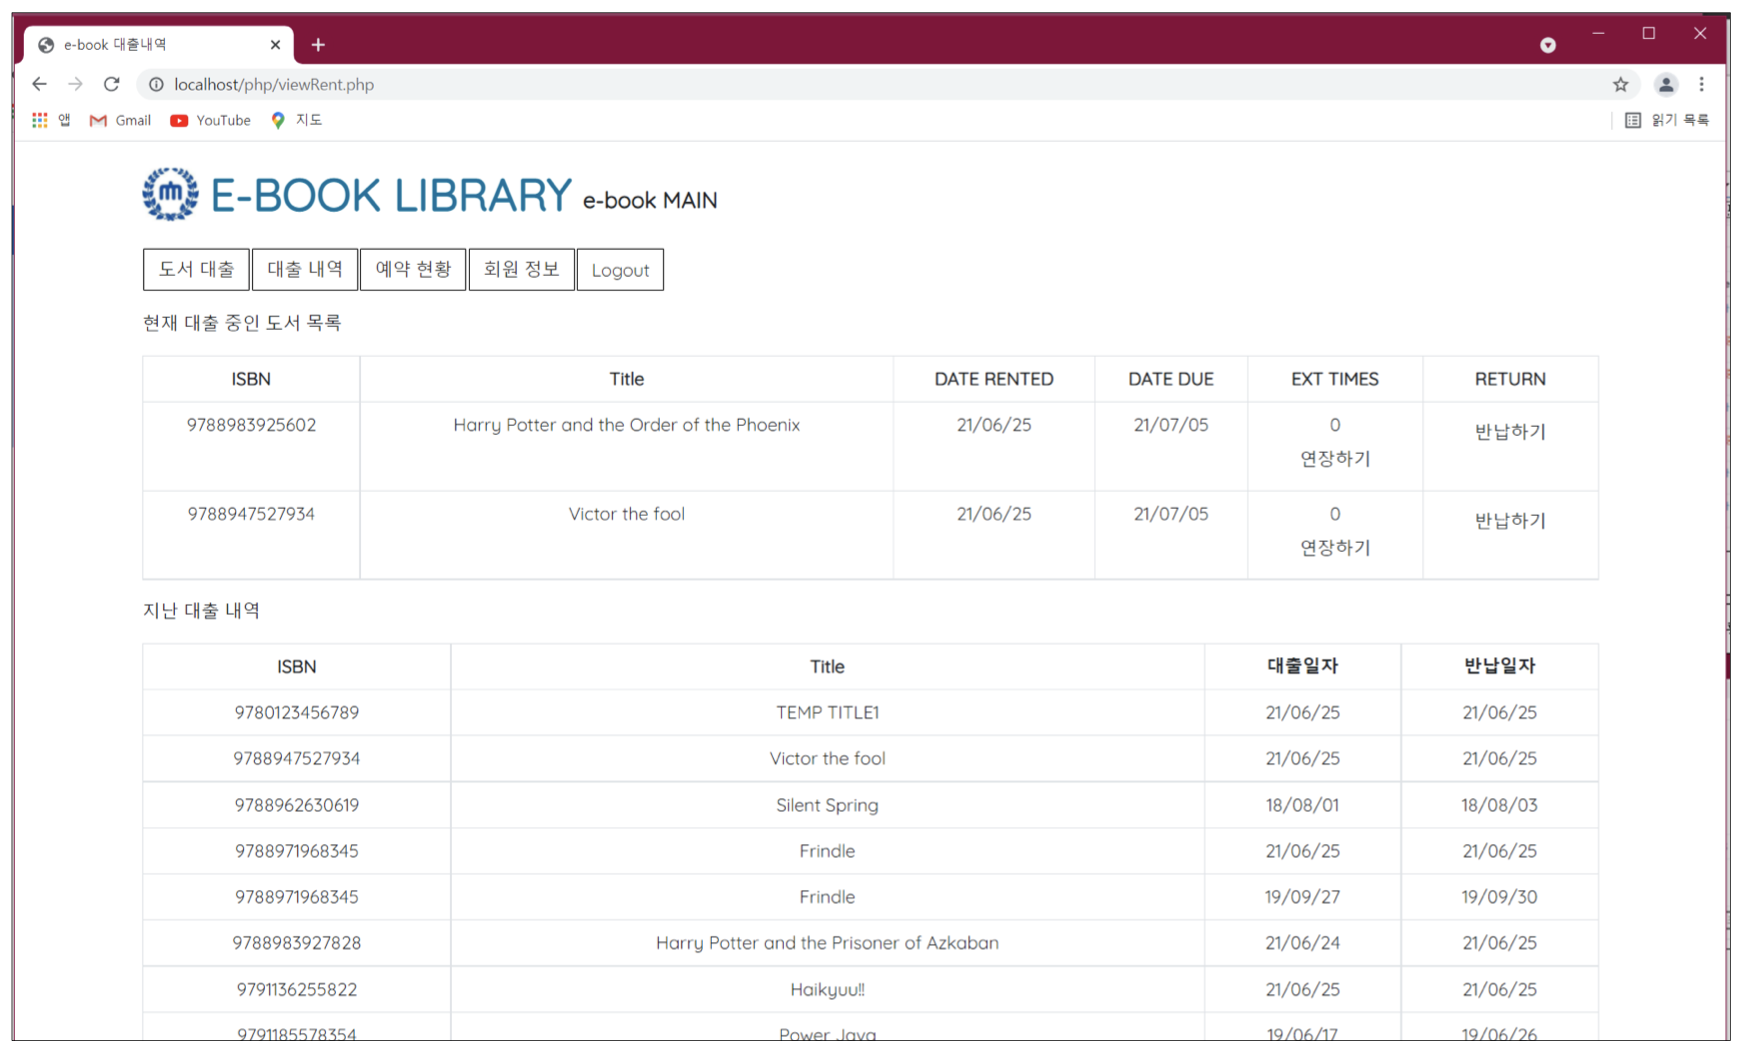 e-book 대출내역
localhost/php/viewRent.php
앱 Gmail YouTube 지도 읽기 목록
E-BOOK LIBRARY e-book MAIN
도서 대출 대출 내역 예약 현황 회원 정보 Logout
현재 대출 중인 도서 목록
ISBN Title DATE RENTED DATE DUE EXT TIMES RETURN
9788983925602 Harry Potter and the Order of the Phoenix 21/06/25 21/07/05 0 반납하기
연장하기
9788947527934 Victor the fool 21/06/25 21/07/05 0 반납하기
연장하기
지난 대출 내역
ISBN Title 대출일자 반납일자
9780123456789 TEMP TITLE1 21/06/25 21/06/25
9788947527934 Victor the fool 21/06/25 21/06/25
9788962630619 Silent Spring 18/08/01 18/08/03
9788971968345 Frindle 21/06/25 21/06/25
9788971968345 Frindle 19/09/27 19/09/30
9788983927828 Harry Potter and the Prisoner of Azkaban 21/06/24 21/06/25
9791136255822 Haikyuu!! 21/06/25 21/06/25
9791185578354 Power Java 19/06/17 19/06/26